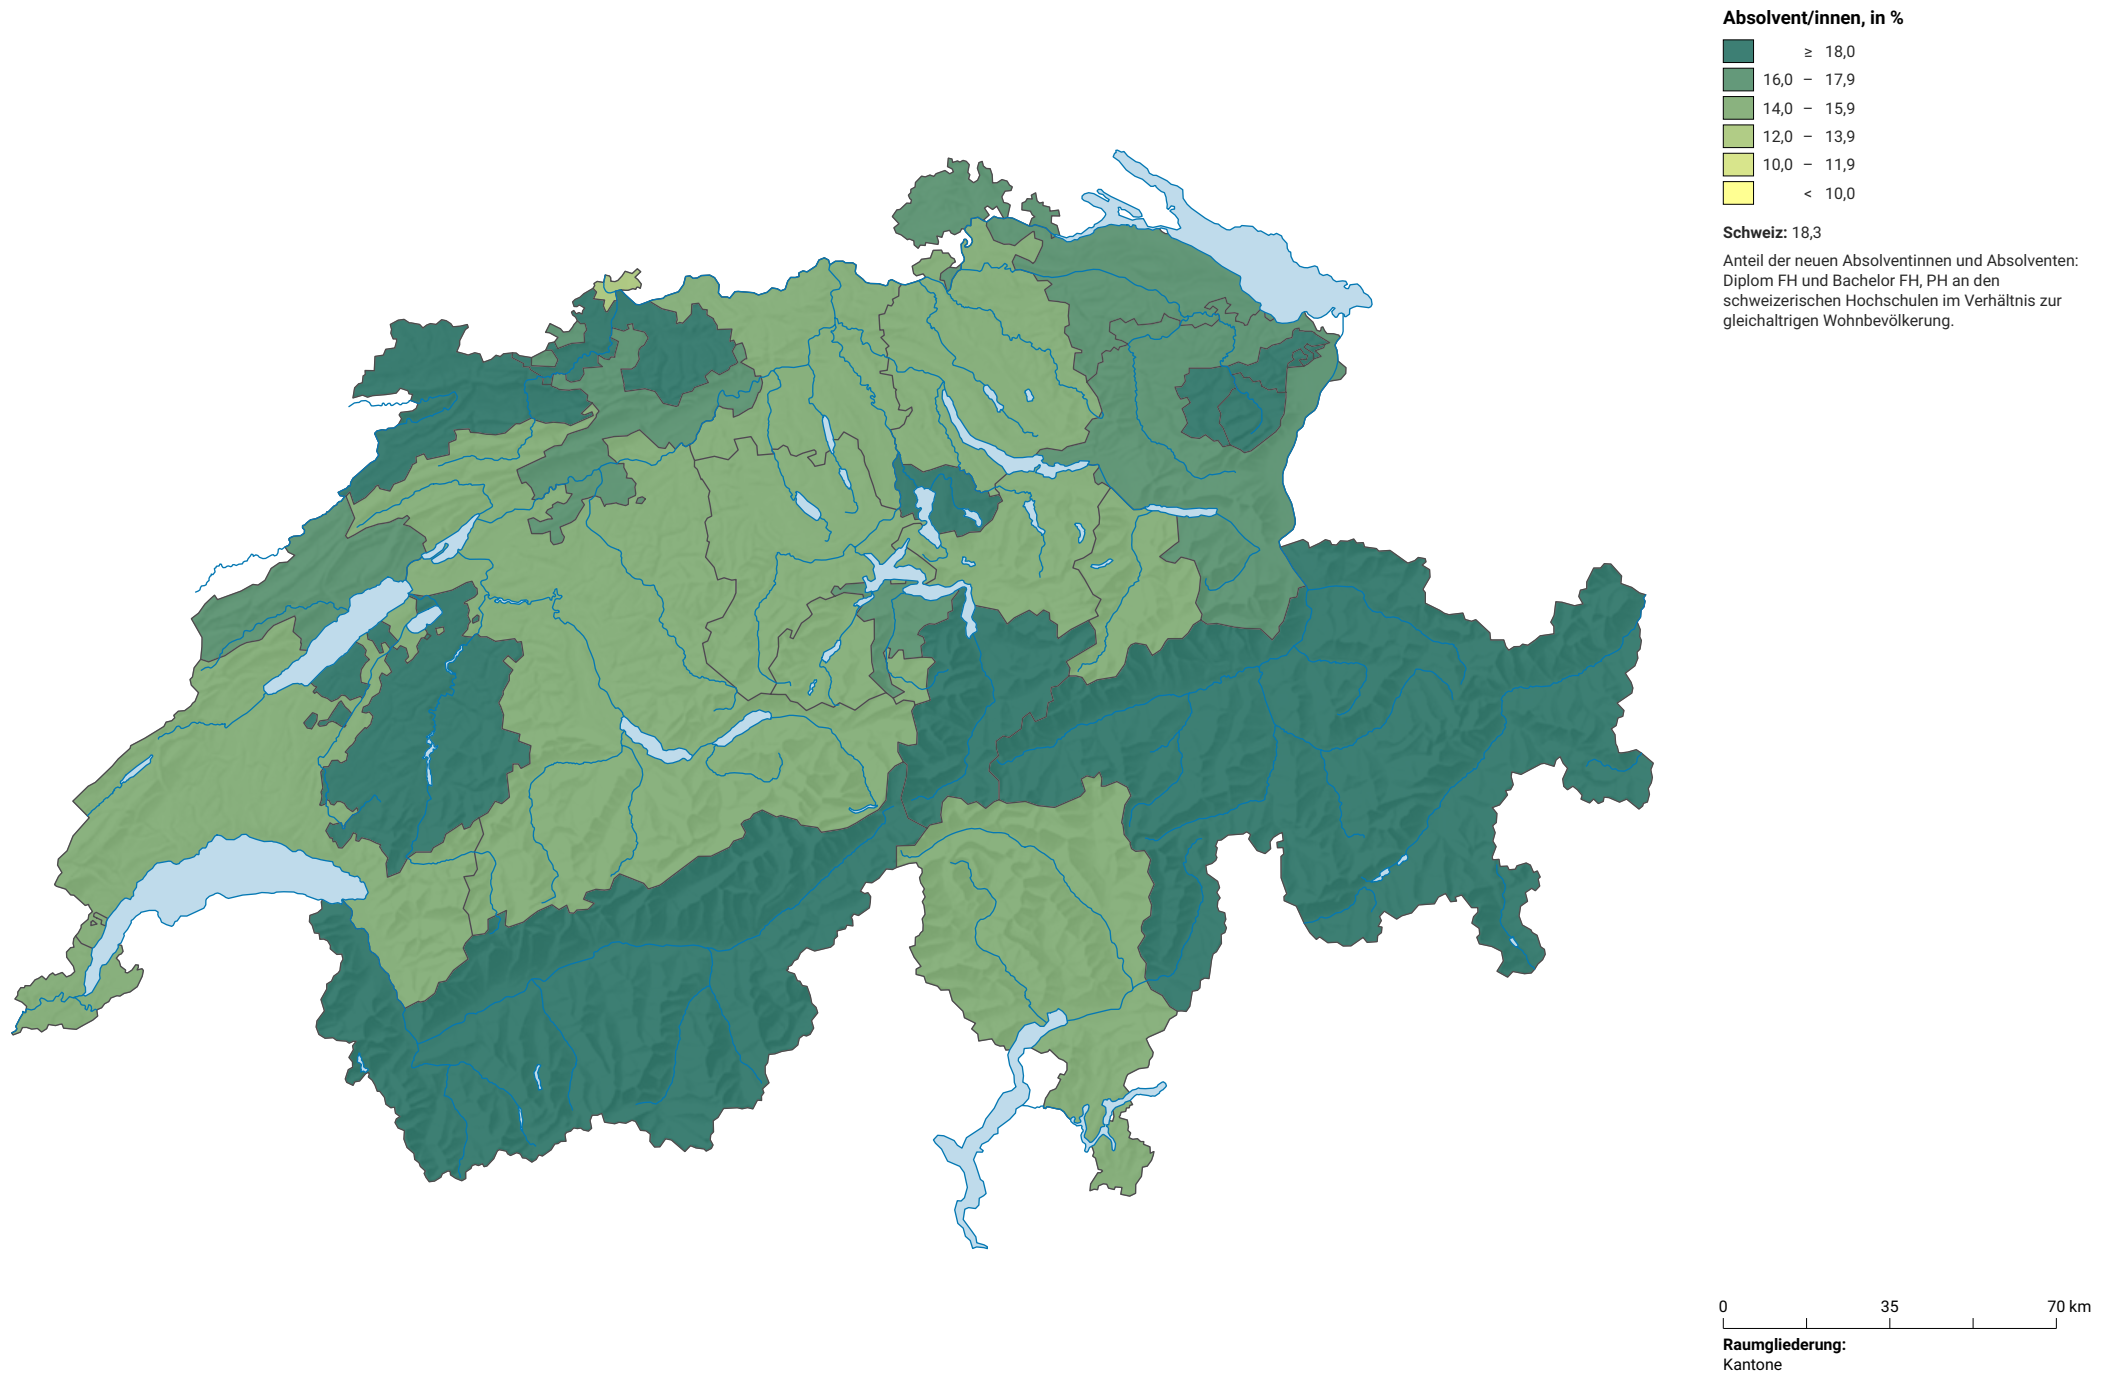 Absolvent/innen, in %
≥ 18,0
16,0 – 17,9
14,0 – 15,9
12,0 – 13,9
10,0 – 11,9
< 10,0
Schweiz: 18,3
Anteil der neuen Absolventinnen und Absolventen:
Diplom FH und Bachelor FH, PH an den
schweizerischen Hochschulen im Verhältnis zur
gleichaltrigen Wohnbevölkerung.
0 35 70 km
Raumgliederung:
Kantone